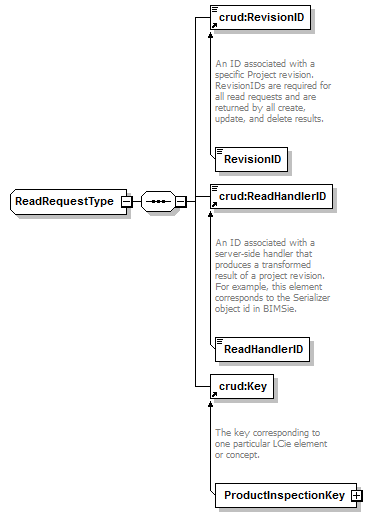 crud:RevisionID
An ID associated with a
specific Project revision.
RevisionIDs are required for
all read requests and are
returned by all create,
update, and delete results.
RevisionID
ReadRequestType
crud:ReadHandlerID
An ID associated with a
server-side handler that
produces a transformed
result of a project revision.
For example, this element
corresponds to the Serializer
object id in BIMSie.
ReadHandlerID
crud:Key
The key corresponding to
one particular LCie element
or concept.
ProductInspectionKey